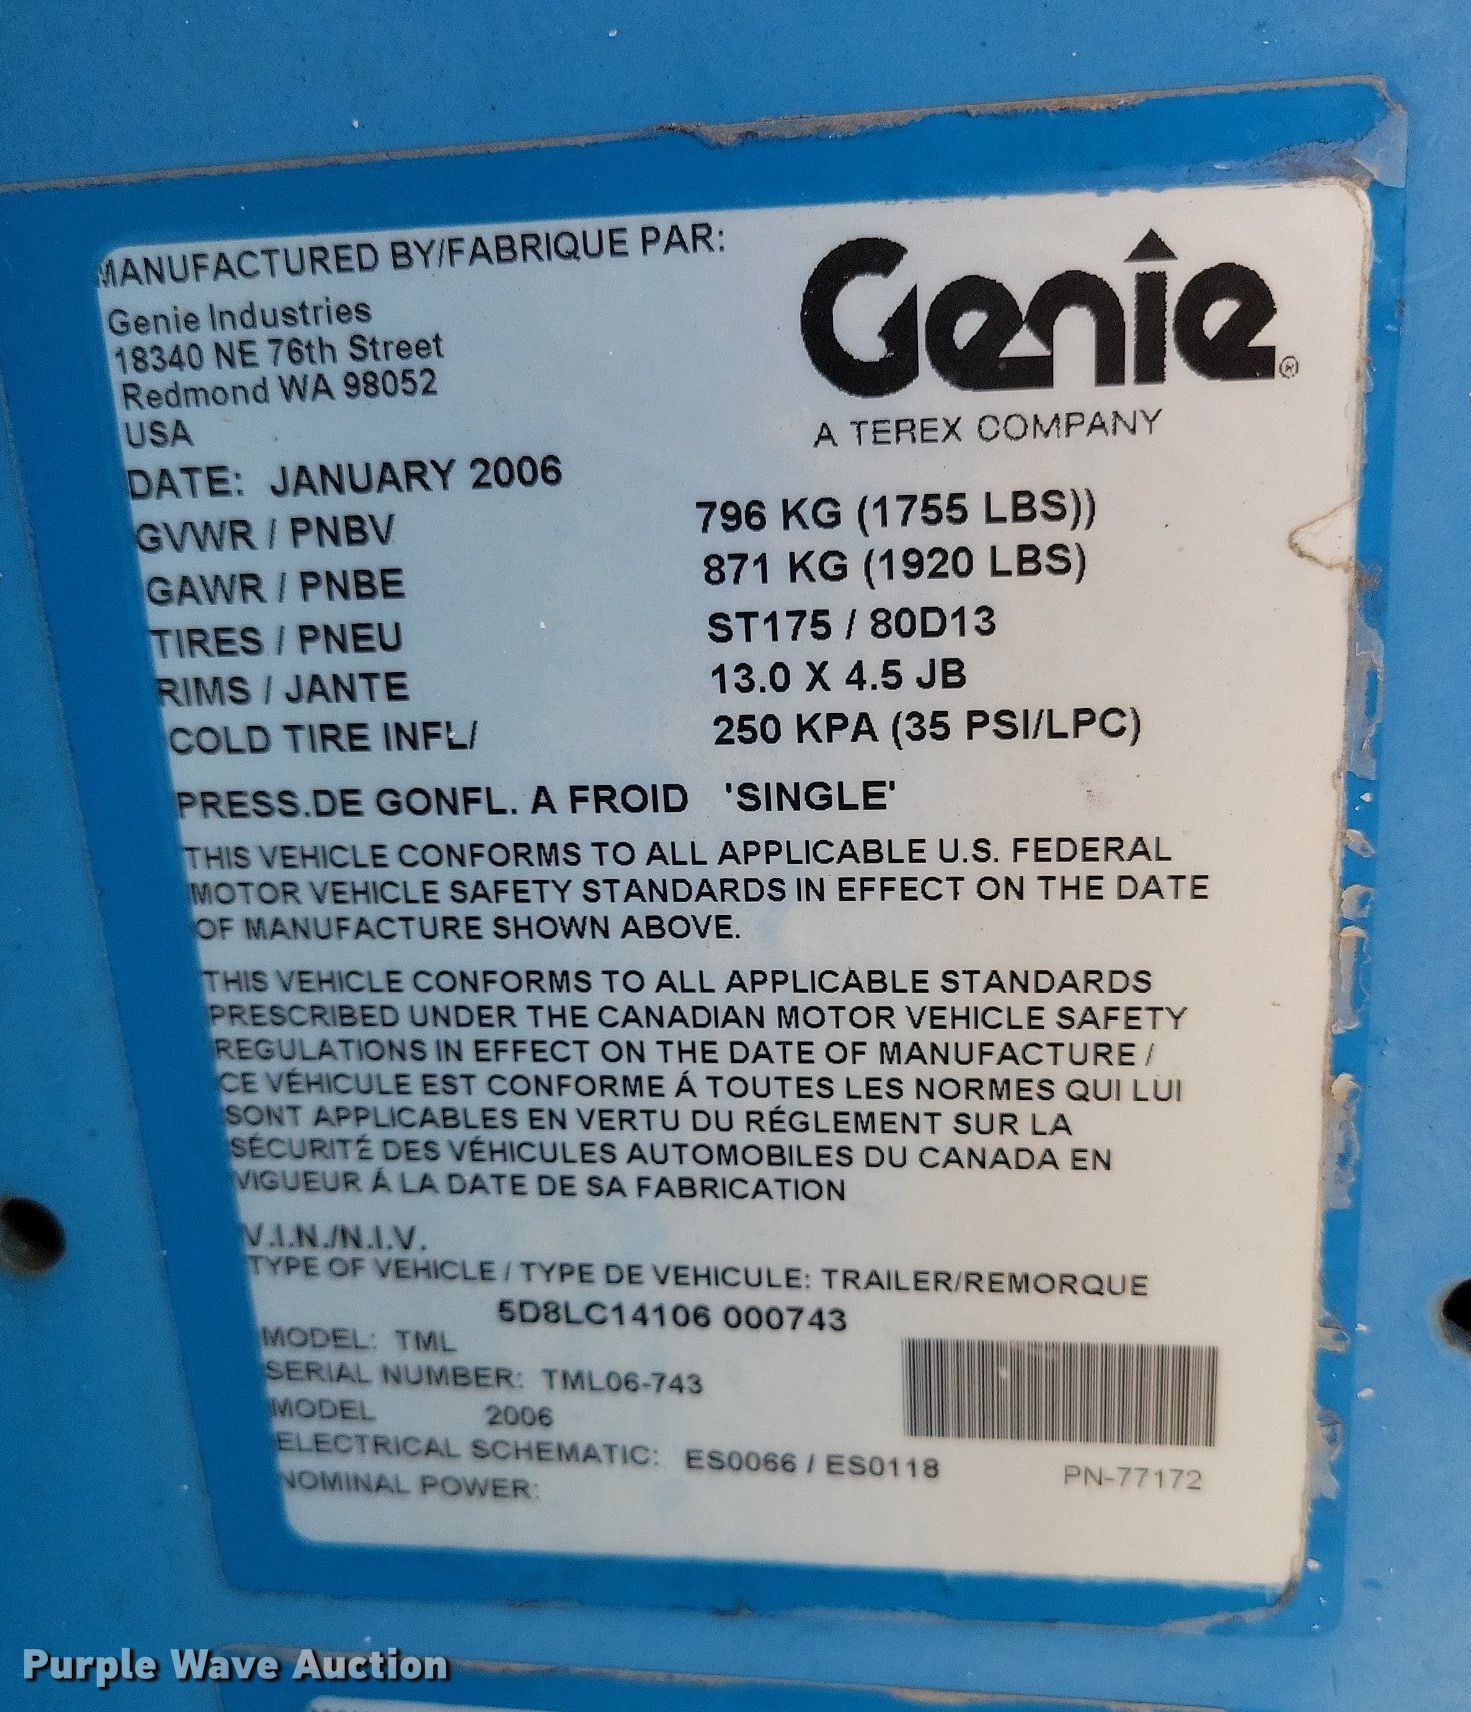 MANUFACTURED BY/FABRIQUE PAR:
Genie Industries
18340 NE 76th Street
Redmond WA 98052
USA
Genie®
A TEREX COMPANY
DATE: JANUARY 2006
GVWR / PNBV 796 KG (1755 LBS))
GAWR / PNBE 871 KG (1920 LBS)
TIRES / PNEU ST175 / 80D13
RIMS / JANTE 13.0 X 4.5 JB
COLD TIRE INFL/ 250 KPA (35 PSI/LPC)
PRESS.DE GONFL. A FROID 'SINGLE'
THIS VEHICLE CONFORMS TO ALL APPLICABLE U.S. FEDERAL
MOTOR VEHICLE SAFETY STANDARDS IN EFFECT ON THE DATE
OF MANUFACTURE SHOWN ABOVE.
THIS VEHICLE CONFORMS TO ALL APPLICABLE STANDARDS
PRESCRIBED UNDER THE CANADIAN MOTOR VEHICLE SAFETY
REGULATIONS IN EFFECT ON THE DATE OF MANUFACTURE /
CE VÉHICULE EST CONFORME Á TOUTES LES NORMES QUI LUI
SONT APPLICABLES EN VERTU DU RÉGLEMENT SUR LA
SÉCURITÉ DES VÉHICULES AUTOMOBILES DU CANADA EN
VIGUEUR Á LA DATE DE SA FABRICATION
V.I.N./N.I.V.
TYPE OF VEHICLE / TYPE DE VEHICULE: TRAILER/REMORQUE
5D8LC14106 000743
MODEL: TML
SERIAL NUMBER: TML06-743
MODEL 2006
ELECTRICAL SCHEMATIC: ES0066 / ES0118
NOMINAL POWER:
PN-77172
Purple Wave Auction